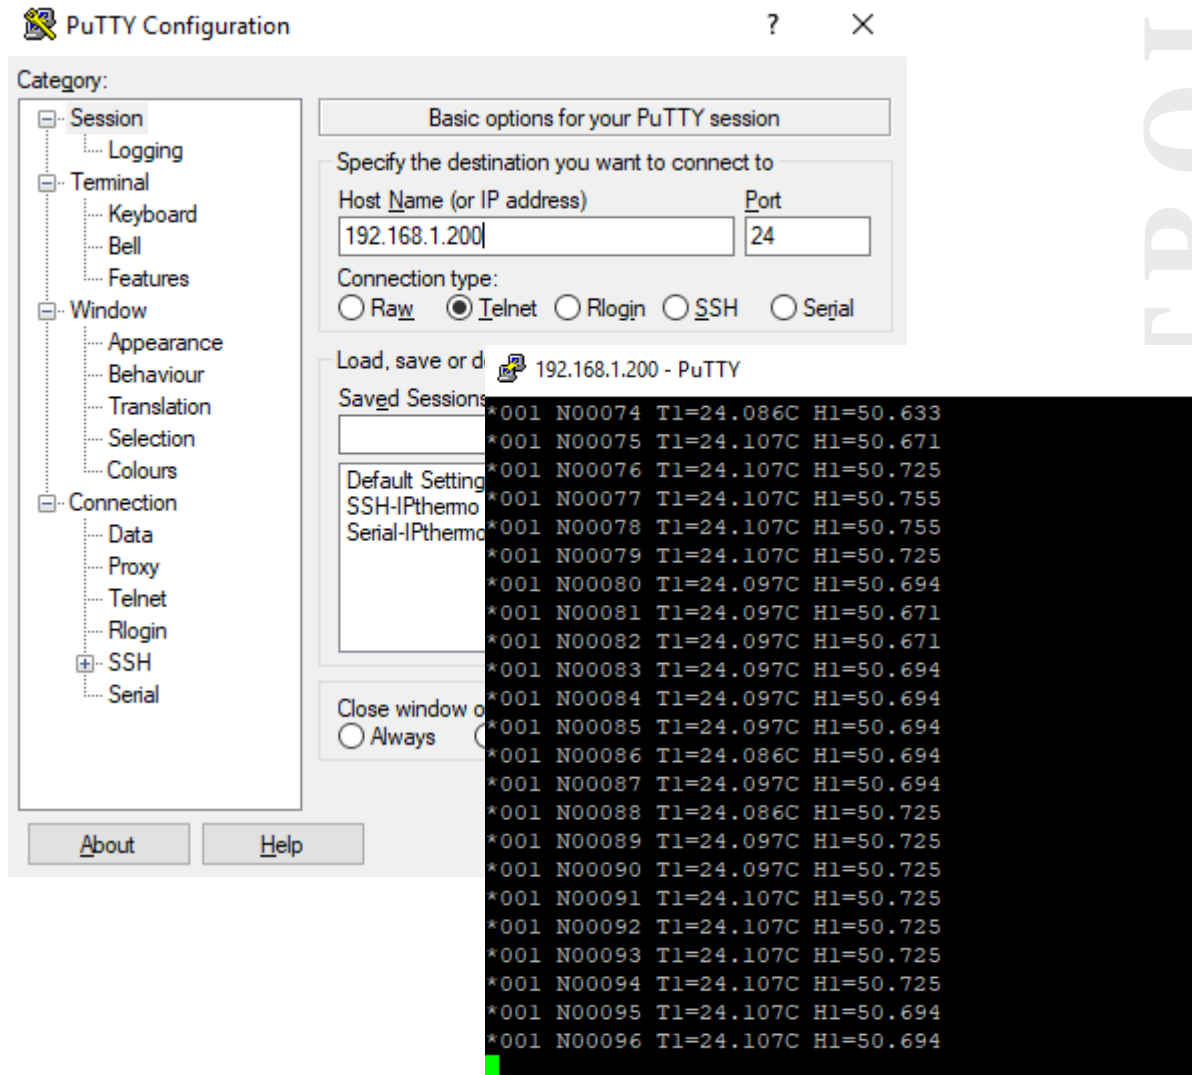 PuTTY Configuration
?
Category:
Session
Logging
Terminal
Keyboard
Bell
Features
Window
Appearance
Behaviour
Translation
Selection
Colours
Connection
Data
Proxy
Telnet
Rlogin
SSH
Serial
About
Help
Basic options for your PuTTY session
Specify the destination you want to connect to
Host Name (or IP address) Port
192.168.1.200 24
Connection type:
Raw Telnet Rlogin SSH Serial
Load, save or d
Saved Sessions
Default Setting
SSH-IPthermo
Serial-IPthermo
Close window o
Always
192.168.1.200 - PuTTY
*001 N00074 T1=24.086C H1=50.633
*001 N00075 T1=24.107C H1=50.671
*001 N00076 T1=24.107C H1=50.725
*001 N00077 T1=24.107C H1=50.755
*001 N00078 T1=24.107C H1=50.755
*001 N00079 T1=24.107C H1=50.725
*001 N00080 T1=24.097C H1=50.694
*001 N00081 T1=24.097C H1=50.671
*001 N00082 T1=24.097C H1=50.671
*001 N00083 T1=24.097C H1=50.694
*001 N00084 T1=24.097C H1=50.694
*001 N00085 T1=24.097C H1=50.694
*001 N00086 T1=24.086C H1=50.694
*001 N00087 T1=24.097C H1=50.694
*001 N00088 T1=24.086C H1=50.725
*001 N00089 T1=24.097C H1=50.725
*001 N00090 T1=24.097C H1=50.725
*001 N00091 T1=24.107C H1=50.725
*001 N00092 T1=24.107C H1=50.725
*001 N00093 T1=24.107C H1=50.725
*001 N00094 T1=24.107C H1=50.725
*001 N00095 T1=24.107C H1=50.694
*001 N00096 T1=24.107C H1=50.694